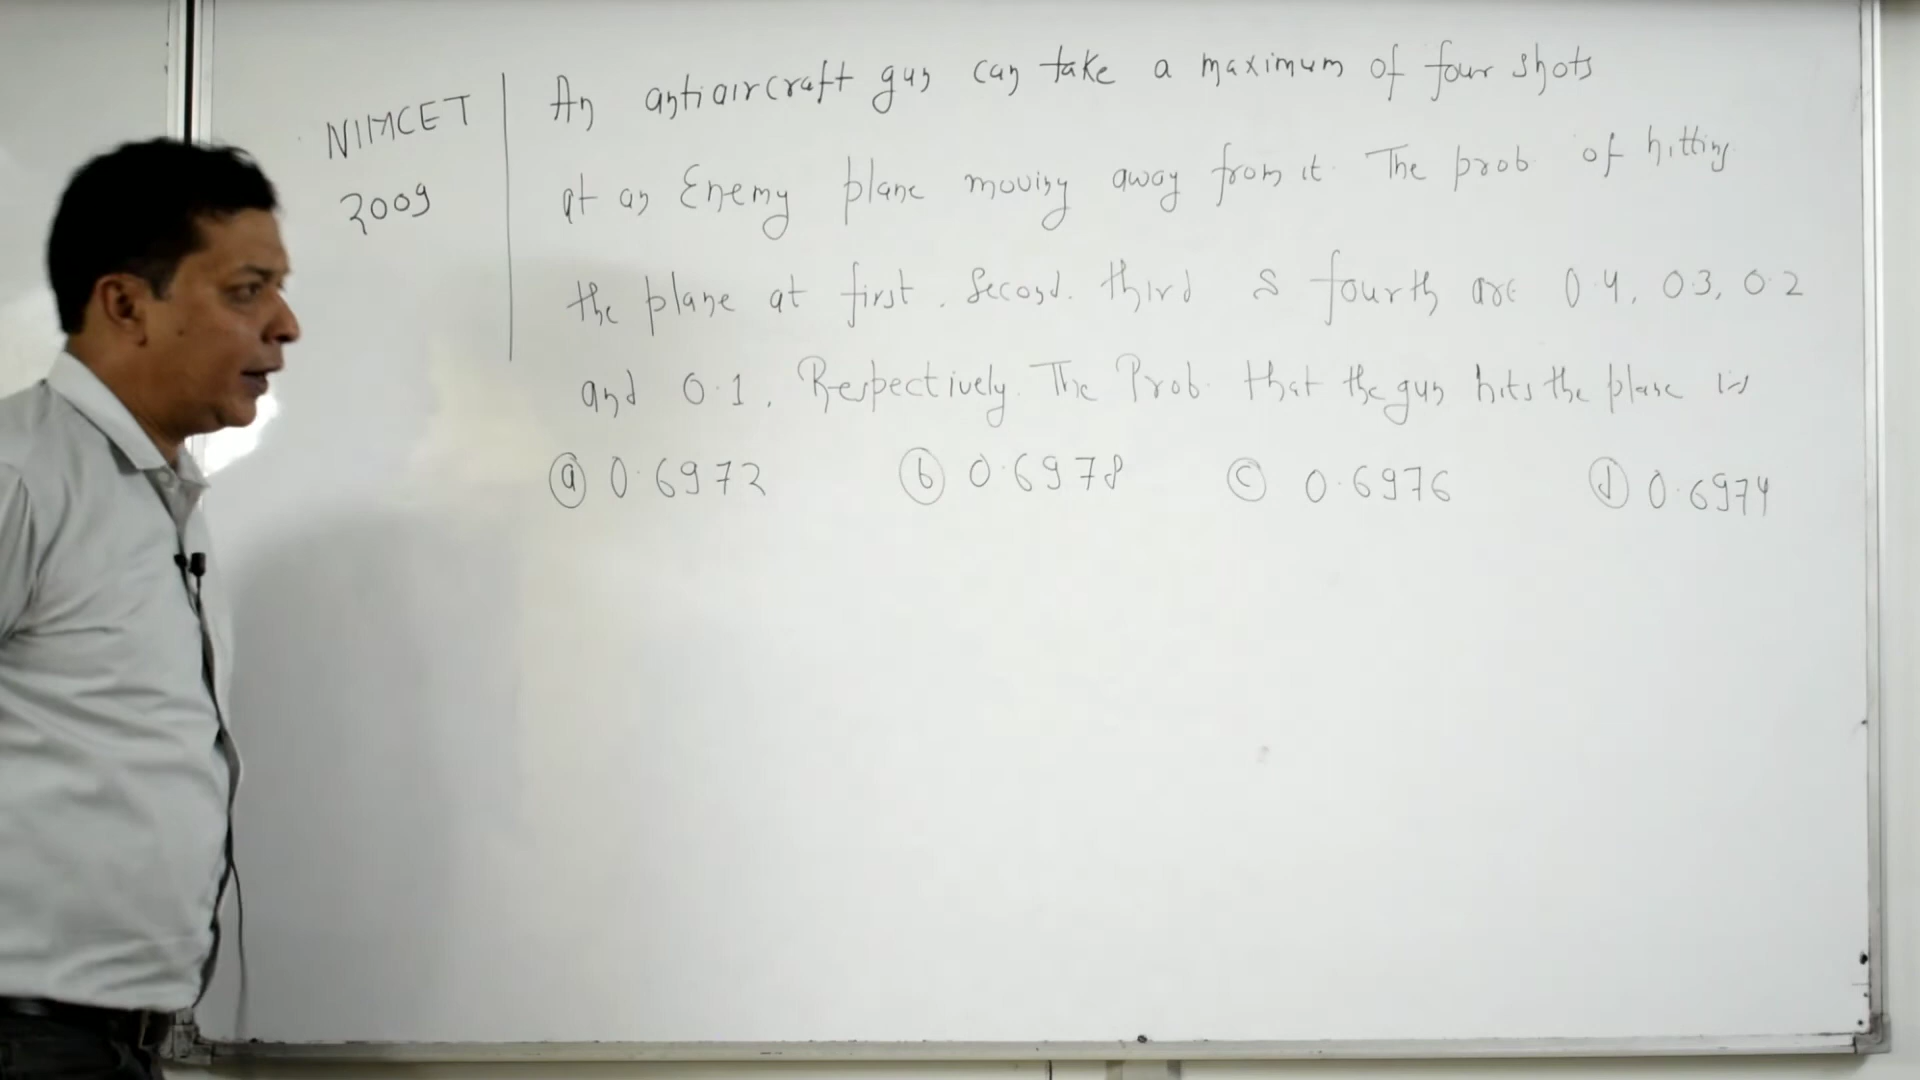 NIMCET
2009
An antiaircraft gun can take a maximum of four shots
at an Enemy plane moving away from it. The prob of hitting
the plane at first, Second, third & fourth are 0.4, 0.3, 0.2
and 0.1, Respectively. The Prob. that the gun hits the plane is
(a) 0.6972 (b) 0.6978 (c) 0.6976 (d) 0.6974